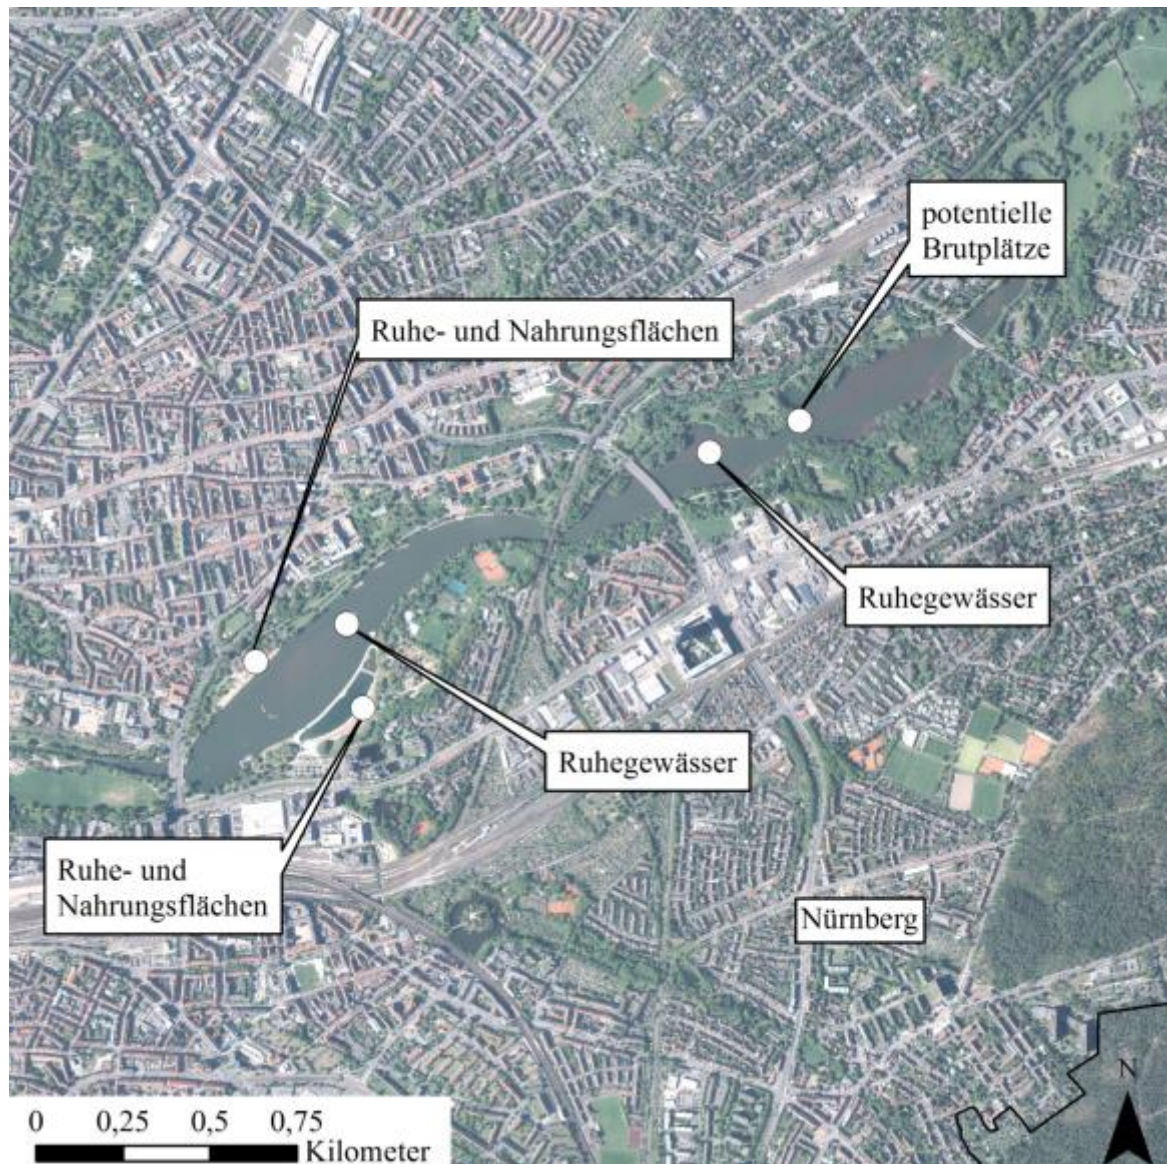 potentielle
Brutplätze
Ruhe- und Nahrungsflächen
Ruhegewässer
Ruhegewässer
Ruhe- und
Nahrungsflächen
Nürnberg
N
0 0,25 0,5 0,75
Kilometer